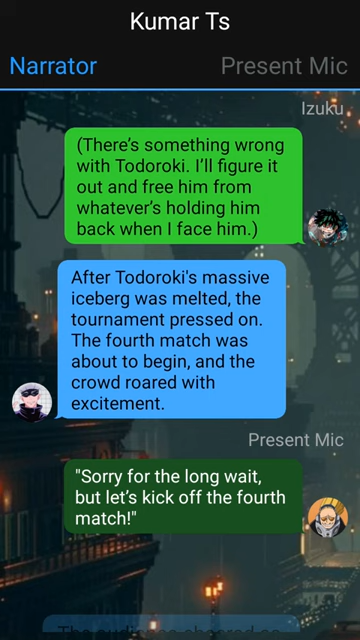 Kumar Ts
Narrator
Present Mic
Izuku
(There's something wrong
with Todoroki. I'll figure it
out and free him from
whatever's holding him
back when I face him.)
After Todoroki's massive
iceberg was melted, the
tournament pressed on.
The fourth match was
about to begin, and the
crowd roared with
excitement.
Present Mic
"Sorry for the long wait,
but let's kick off the fourth
match!"